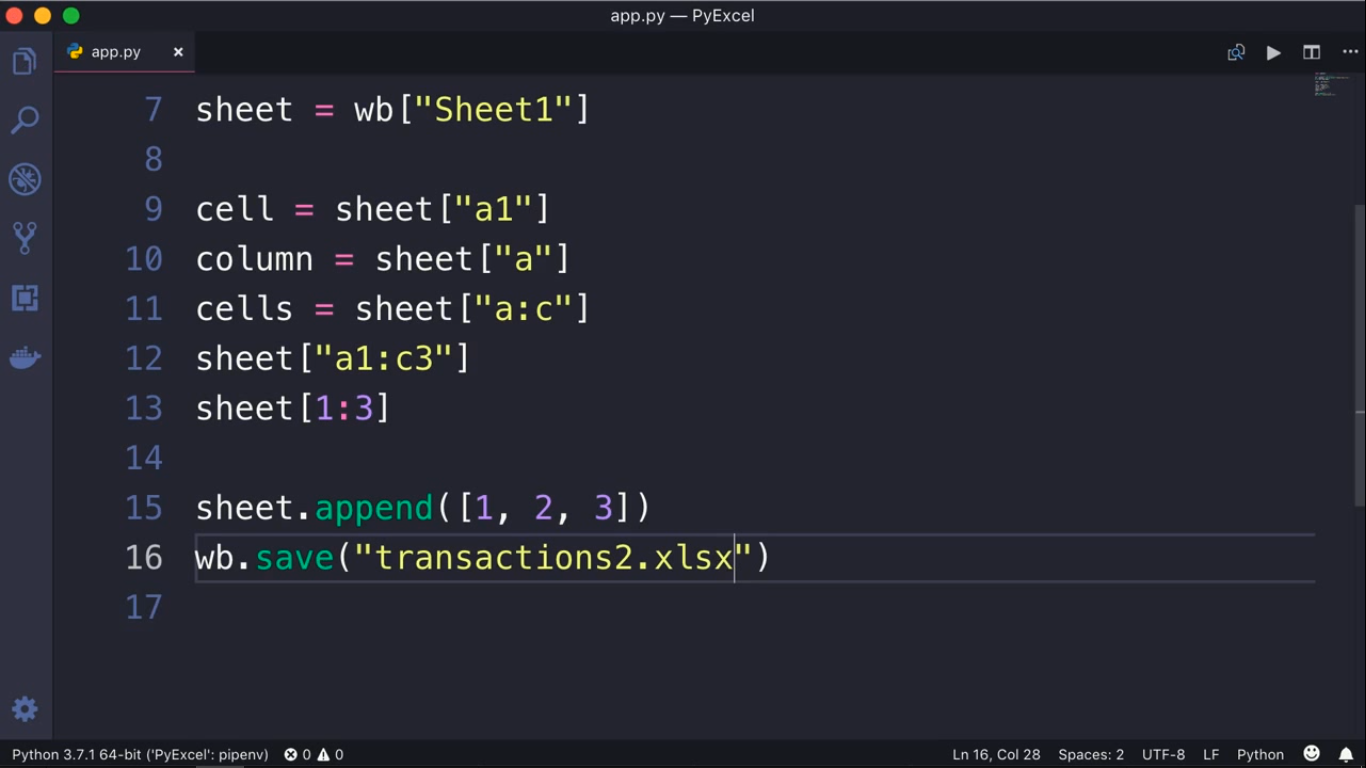 app.py — PyExcel
app.py ×
7 sheet = wb["Sheet1"]
8
9 cell = sheet["a1"]
10 column = sheet["a"]
11 cells = sheet["a:c"]
12 sheet["a1:c3"]
13 sheet[1:3]
14
15 sheet.append([1, 2, 3])
16 wb.save("transactions2.xlsx")
17
Python 3.7.1 64-bit ('PyExcel': pipenv) 0 0 Ln 16, Col 28 Spaces: 2 UTF-8 LF Python